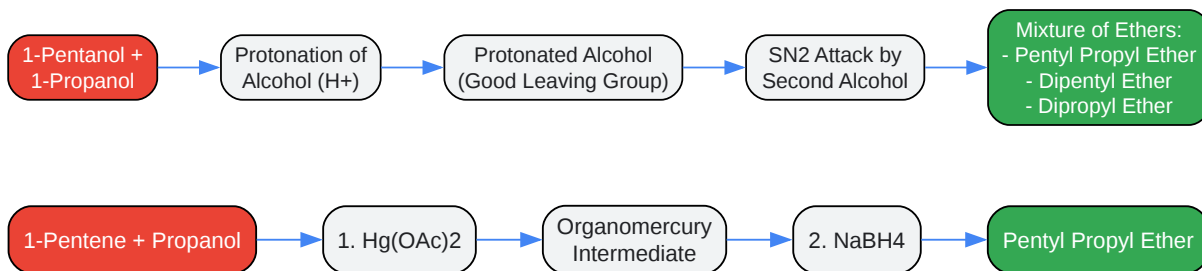 1-Pentanol +
1-Propanol
Protonation of
Alcohol (H+)
Protonated Alcohol
(Good Leaving Group)
SN2 Attack by
Second Alcohol
Mixture of Ethers:
- Pentyl Propyl Ether
- Dipentyl Ether
- Dipropyl Ether
1-Pentene + Propanol
1. Hg(OAc)2
Organomercury
Intermediate
2. NaBH4
Pentyl Propyl Ether